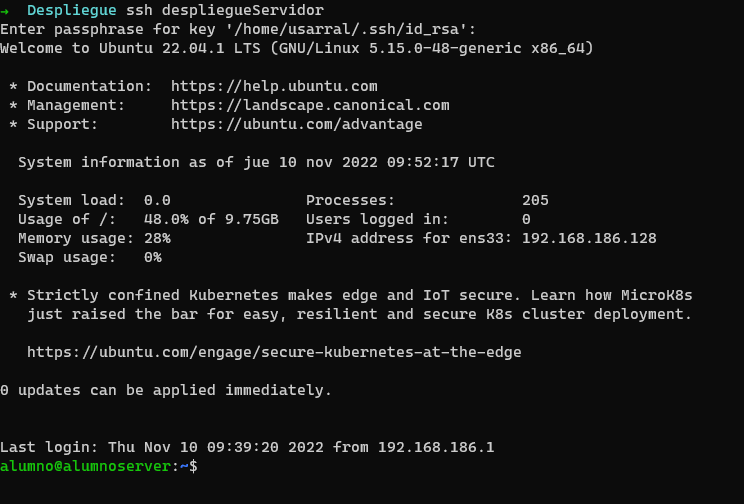 →  Despliegue ssh despliegueServidor
Enter passphrase for key '/home/usarral/.ssh/id_rsa':
Welcome to Ubuntu 22.04.1 LTS (GNU/Linux 5.15.0-48-generic x86_64)
* Documentation:  https://help.ubuntu.com
* Management:     https://landscape.canonical.com
* Support:        https://ubuntu.com/advantage
System information as of jue 10 nov 2022 09:52:17 UTC
System load:  0.0               Processes:              205
Usage of /:   48.0% of 9.75GB   Users logged in:        0
Memory usage: 28%               IPv4 address for ens33: 192.168.186.128
Swap usage:   0%
* Strictly confined Kubernetes makes edge and IoT secure. Learn how MicroK8s
just raised the bar for easy, resilient and secure K8s cluster deployment.
https://ubuntu.com/engage/secure-kubernetes-at-the-edge
0 updates can be applied immediately.
Last login: Thu Nov 10 09:39:20 2022 from 192.168.186.1
alumno@alumnoserver:~$